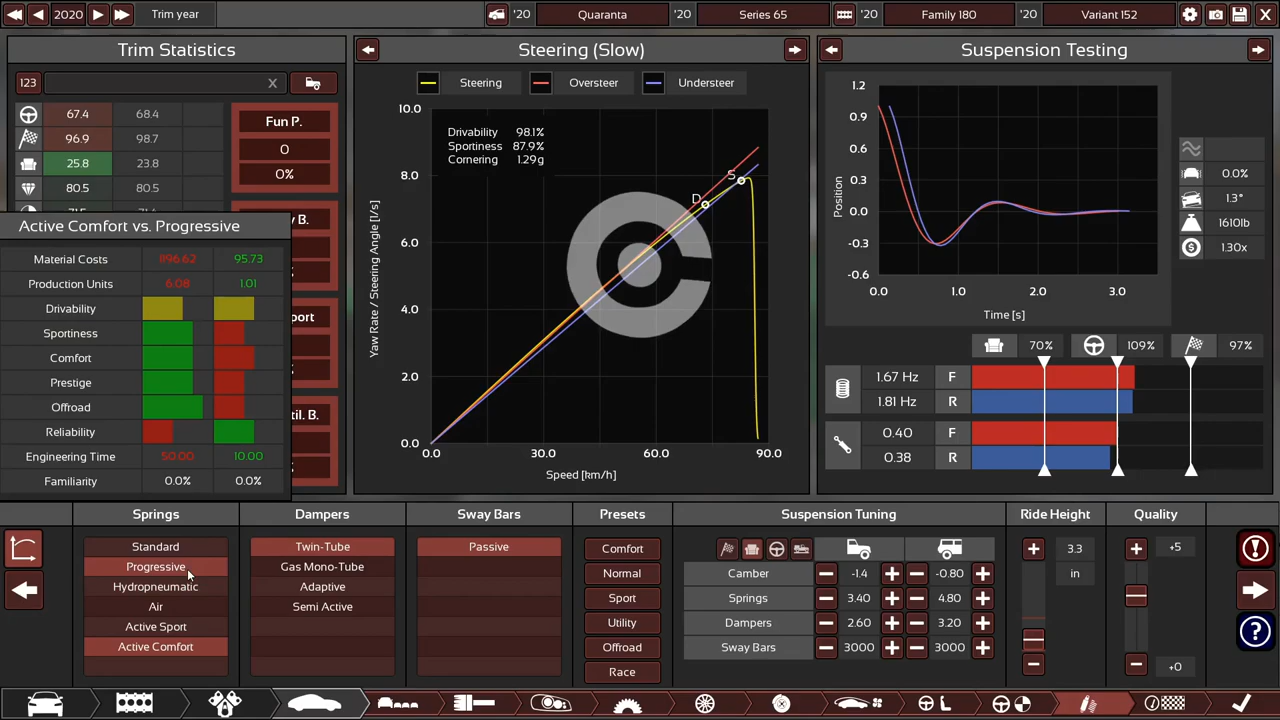 2020 Trim year '20 Quaranta '20 Series 65 '20 Family 180 '20 Variant 152
Trim Statistics
123 X
67.4 68.4
96.9 98.7
25.8 23.8
80.5 80.5
Fun P.
0
0%
y B.
ort
til. B.
Active Comfort vs. Progressive
Material Costs 1196.62 95.73
Production Units 6.08 1.01
Drivability
Sportiness
Comfort
Prestige
Offroad
Reliability
Engineering Time 50.00 10.00
Familiarity 0.0% 0.0%
Steering (Slow)
Steering Oversteer Understeer
Drivability 98.1%
Sportiness 87.9%
Cornering 1.29g
Yaw Rate / Steering Angle [1/s]
10.0
8.0
6.0
4.0
2.0
0.0
S
D
0.0 30.0 60.0 90.0
Speed [km/h]
Suspension Testing
Position
1.2
0.9
0.6
0.3
0.0
-0.3
-0.6
0.0 1.0 2.0 3.0
Time [s]
0.0%
1.3°
1610lb
1.30x
70% 109% 97%
1.67 Hz F
1.81 Hz R
0.40 F
0.38 R
Springs
Standard
Progressive
Hydropneumatic
Air
Active Sport
Active Comfort
Dampers
Twin-Tube
Gas Mono-Tube
Adaptive
Semi Active
Sway Bars
Passive
Presets
Comfort
Normal
Sport
Utility
Offroad
Race
Suspension Tuning
Camber - -1.4 + - -0.80 +
Springs - 3.40 + - 4.80 +
Dampers - 2.60 + - 3.20 +
Sway Bars - 3000 + - 3000 +
Ride Height
+ 3.3
in
-
Quality
+ +5
- +0
!
?